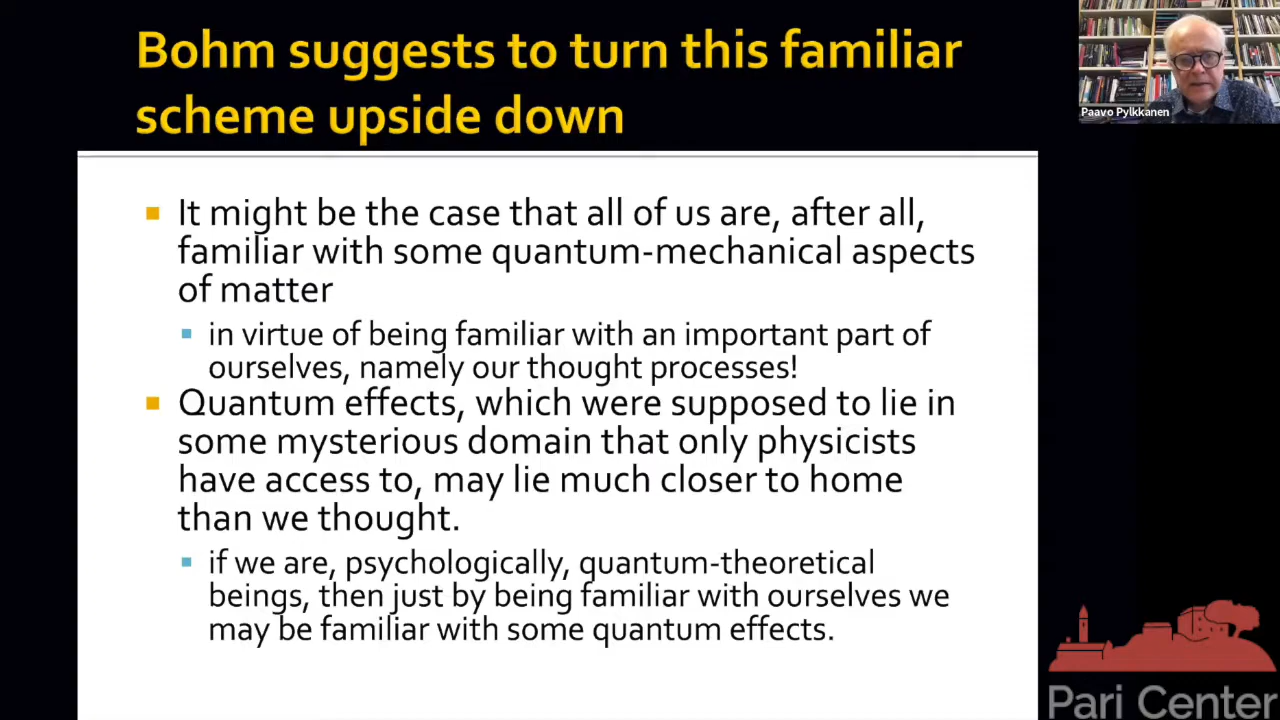 Bohm suggests to turn this familiar
scheme upside down
It might be the case that all of us are, after all,
familiar with some quantum-mechanical aspects
of matter
in virtue of being familiar with an important part of
ourselves, namely our thought processes!
Quantum effects, which were supposed to lie in
some mysterious domain that only physicists
have access to, may lie much closer to home
than we thought.
if we are, psychologically, quantum-theoretical
beings, then just by being familiar with ourselves we
may be familiar with some quantum effects.
Paavo Pylkkanen
Pari Center